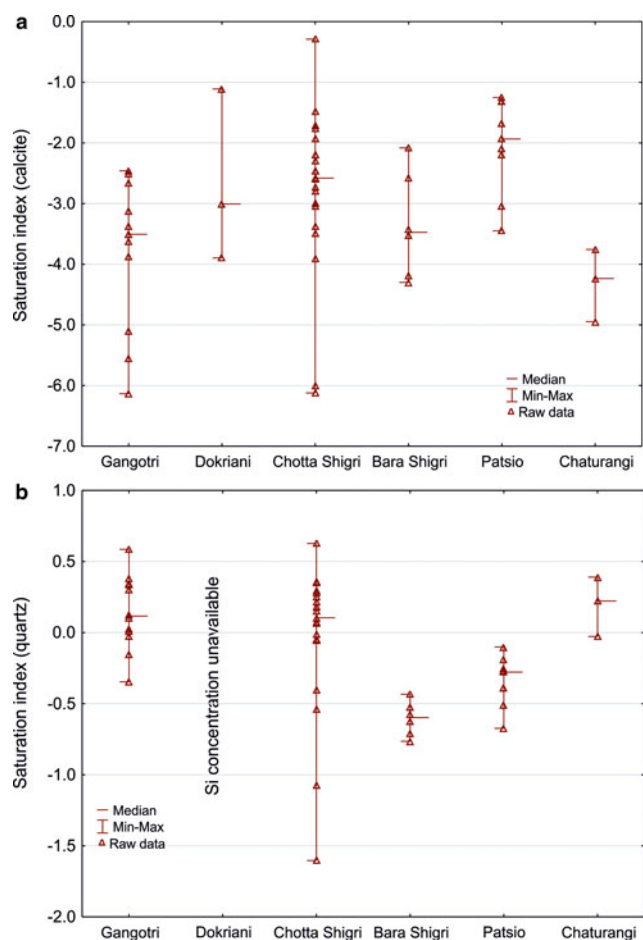 a
0.0
-1.0
-2.0
-3.0
-4.0
-5.0
-6.0
-7.0
Saturation index (calcite)
Median
Min-Max
Raw data
Gangotri Dokriani Chotta Shigri Bara Shigri Patsio Chaturangi
b
1.0
0.5
0.0
-0.5
-1.0
-1.5
-2.0
Saturation index (quartz)
Si concentration unavailable
Median
Min-Max
Raw data
Gangotri Dokriani Chotta Shigri Bara Shigri Patsio Chaturangi